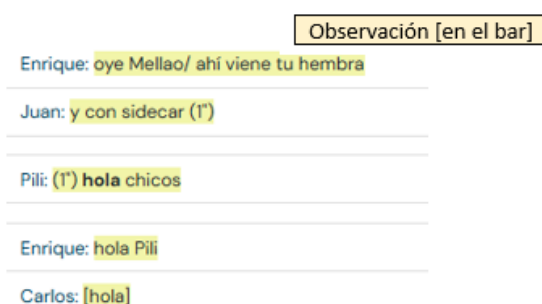 Observación [en el bar]
Enrique: oye Mellao/ ahí viene tu hembra
Juan: y con sidecar (1")
Pili: (1") hola chicos
Enrique: hola Pili
Carlos: [hola]